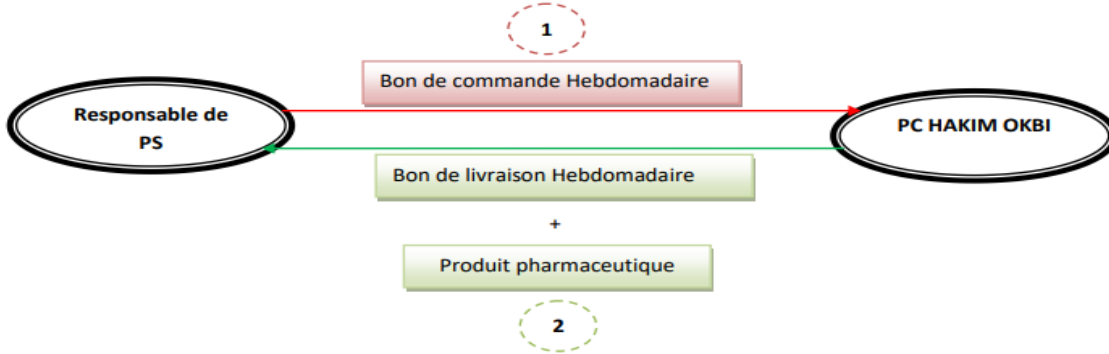 1
Bon de commande Hebdomadaire
Responsable de
PS
PC HAKIM OKBI
Bon de livraison Hebdomadaire
+
Produit pharmaceutique
2